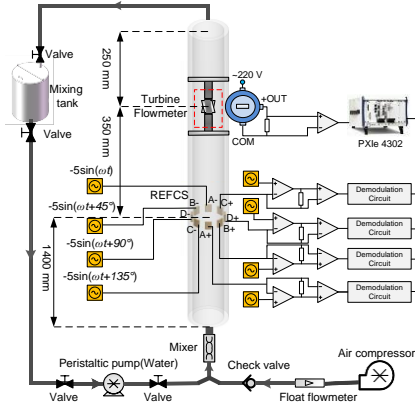 Valve
Mixing
tank
Valve
250 mm
350 mm
1400 mm
Turbine
Flowmeter
~220 V
+OUT
COM
PXIe 4302
-5sin(ωt)
-5sin(ωt+45°)
-5sin(ωt+90°)
-5sin(ωt+135°)
REFCS
B-
A-
C+
D-
D+
C-
A+
B+
Demodulation
Circuit
Demodulation
Circuit
Demodulation
Circuit
Demodulation
Circuit
Mixer
Peristaltic pump(Water)
Valve
Valve
Check valve
Float flowmeter
Air compressor